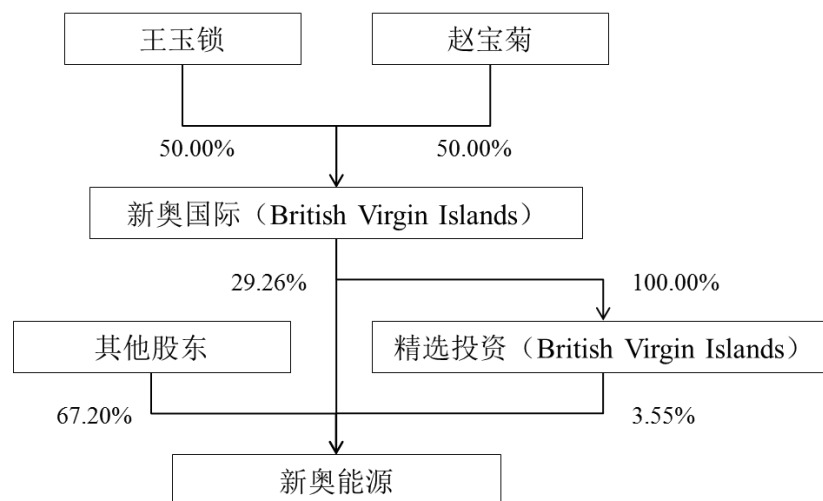 王玉锁
赵宝菊
50.00%
50.00%
新奥国际（British Virgin Islands）
29.26%
100.00%
其他股东
精选投资（British Virgin Islands）
67.20%
3.55%
新奥能源